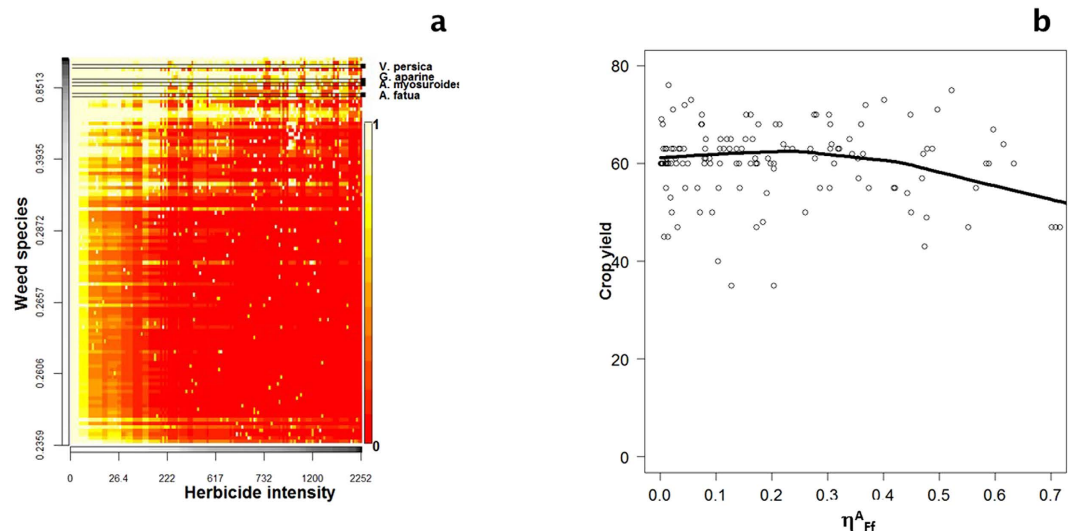 a
V. persica
G. aparine
A. myosuroides
A. fatua
Weed species
0.8513
0.3935
0.2872
0.2657
0.2606
0.2359
1
0
0 26.4 222 617 732 1200 2252
Herbicide intensity
b
Crop yield
80
60
40
20
0
0.0 0.1 0.2 0.3 0.4 0.5 0.6 0.7
ηᴬFf